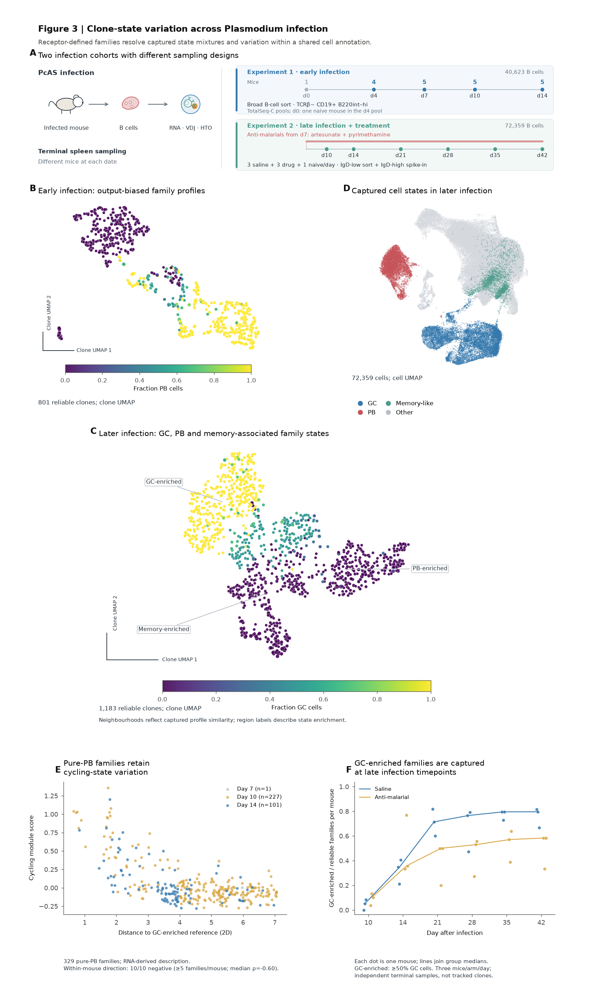 Figure 3 | Clone-state variation across Plasmodium infection
Receptor-defined families resolve captured state mixtures and variation within a shared cell annotation.
A Two infection cohorts with different sampling designs
PcAS infection
Infected mouse
B cells
RNA · VDJ · HTO
Terminal spleen sampling
Different mice at each date
Experiment 1 · early infection
40,623 B cells
Mice
1 4 5 5 5
d0 d4 d7 d10 d14
Broad B-cell sort · TCRβ− CD19+ B220int–hi
TotalSeq-C pools; d0: one naive mouse in the d4 pool
Experiment 2 · late infection + treatment
72,359 B cells
Anti-malarials from d7: artesunate + pyrimethamine
d10 d14 d21 d28 d35 d42
3 saline + 3 drug + 1 naive/day · IgD-low sort + IgD-high spike-in
B Early infection: output-biased family profiles
Clone UMAP 2
Clone UMAP 1
0.0 0.2 0.4 0.6 0.8 1.0
Fraction PB cells
801 reliable clones; clone UMAP
D Captured cell states in later infection
72,359 cells; cell UMAP
GC
PB
Memory-like
Other
C Later infection: GC, PB and memory-associated family states
GC-enriched
PB-enriched
Memory-enriched
Clone UMAP 2
Clone UMAP 1
0.0 0.2 0.4 0.6 0.8 1.0
Fraction GC cells
1,183 reliable clones; clone UMAP
Neighbourhoods reflect captured profile similarity; region labels describe state enrichment.
E Pure-PB families retain
cycling-state variation
Day 7 (n=1)
Day 10 (n=227)
Day 14 (n=101)
Cycling module score
1.25
1.00
0.75
0.50
0.25
0.00
−0.25
1 2 3 4 5 6 7
Distance to GC-enriched reference (2D)
329 pure-PB families; RNA-derived description.
Within-mouse direction: 10/10 negative (≥5 families/mouse; median ρ=-0.60).
F GC-enriched families are captured
at late infection timepoints
Saline
Anti-malarial
GC-enriched / reliable families per mouse
1.0
0.8
0.6
0.4
0.2
0.0
10 14 21 28 35 42
Day after infection
Each dot is one mouse; lines join group medians.
GC-enriched: ≥50% GC cells. Three mice/arm/day;
independent terminal samples, not tracked clones.